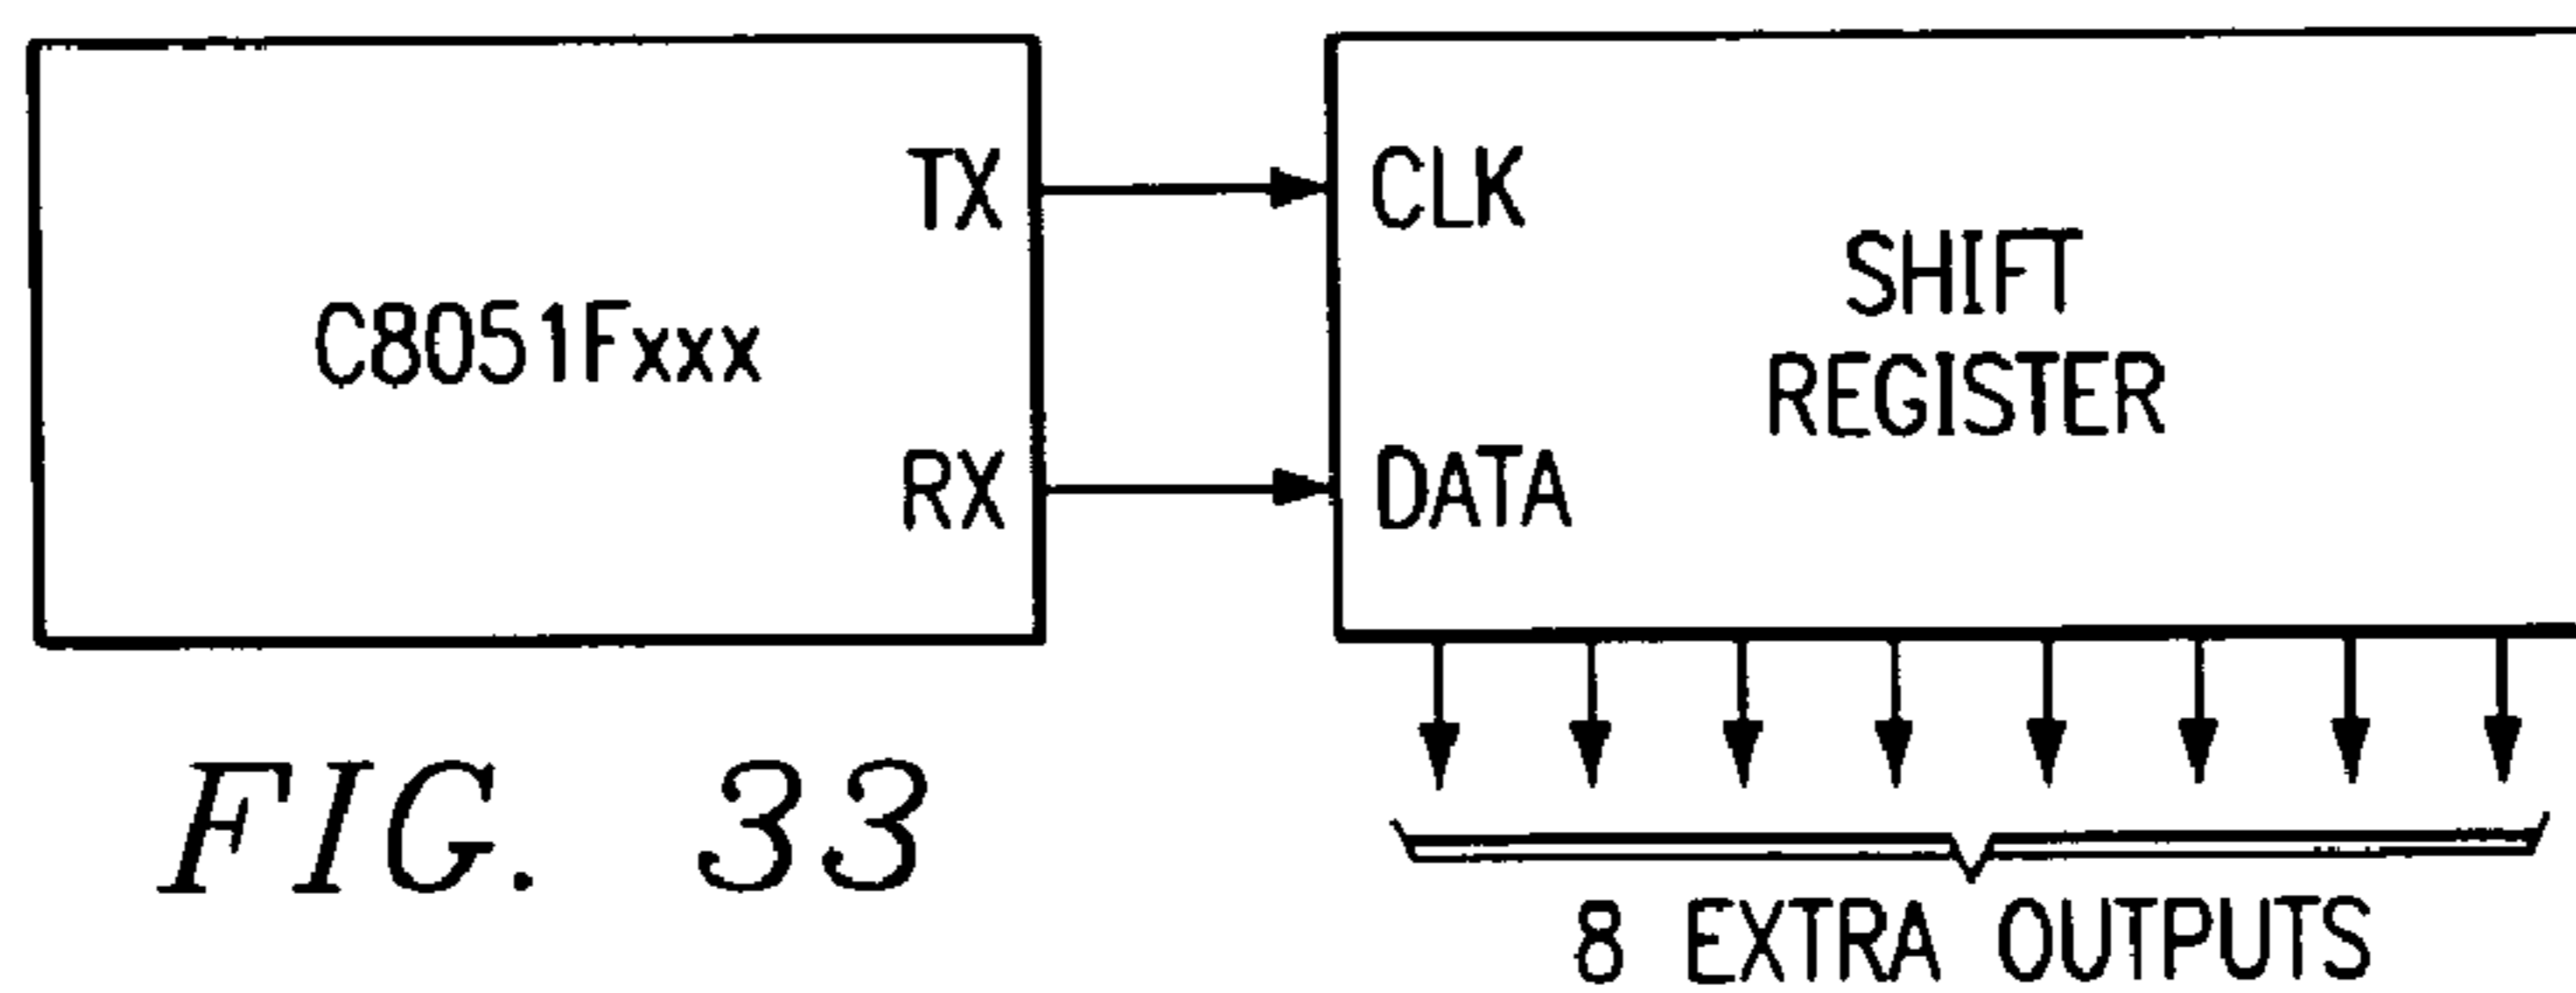 TX
C8051Fxxx
RX
CLK
SHIFT
REGISTER
DATA
8 EXTRA OUTPUTS
FIG. 33